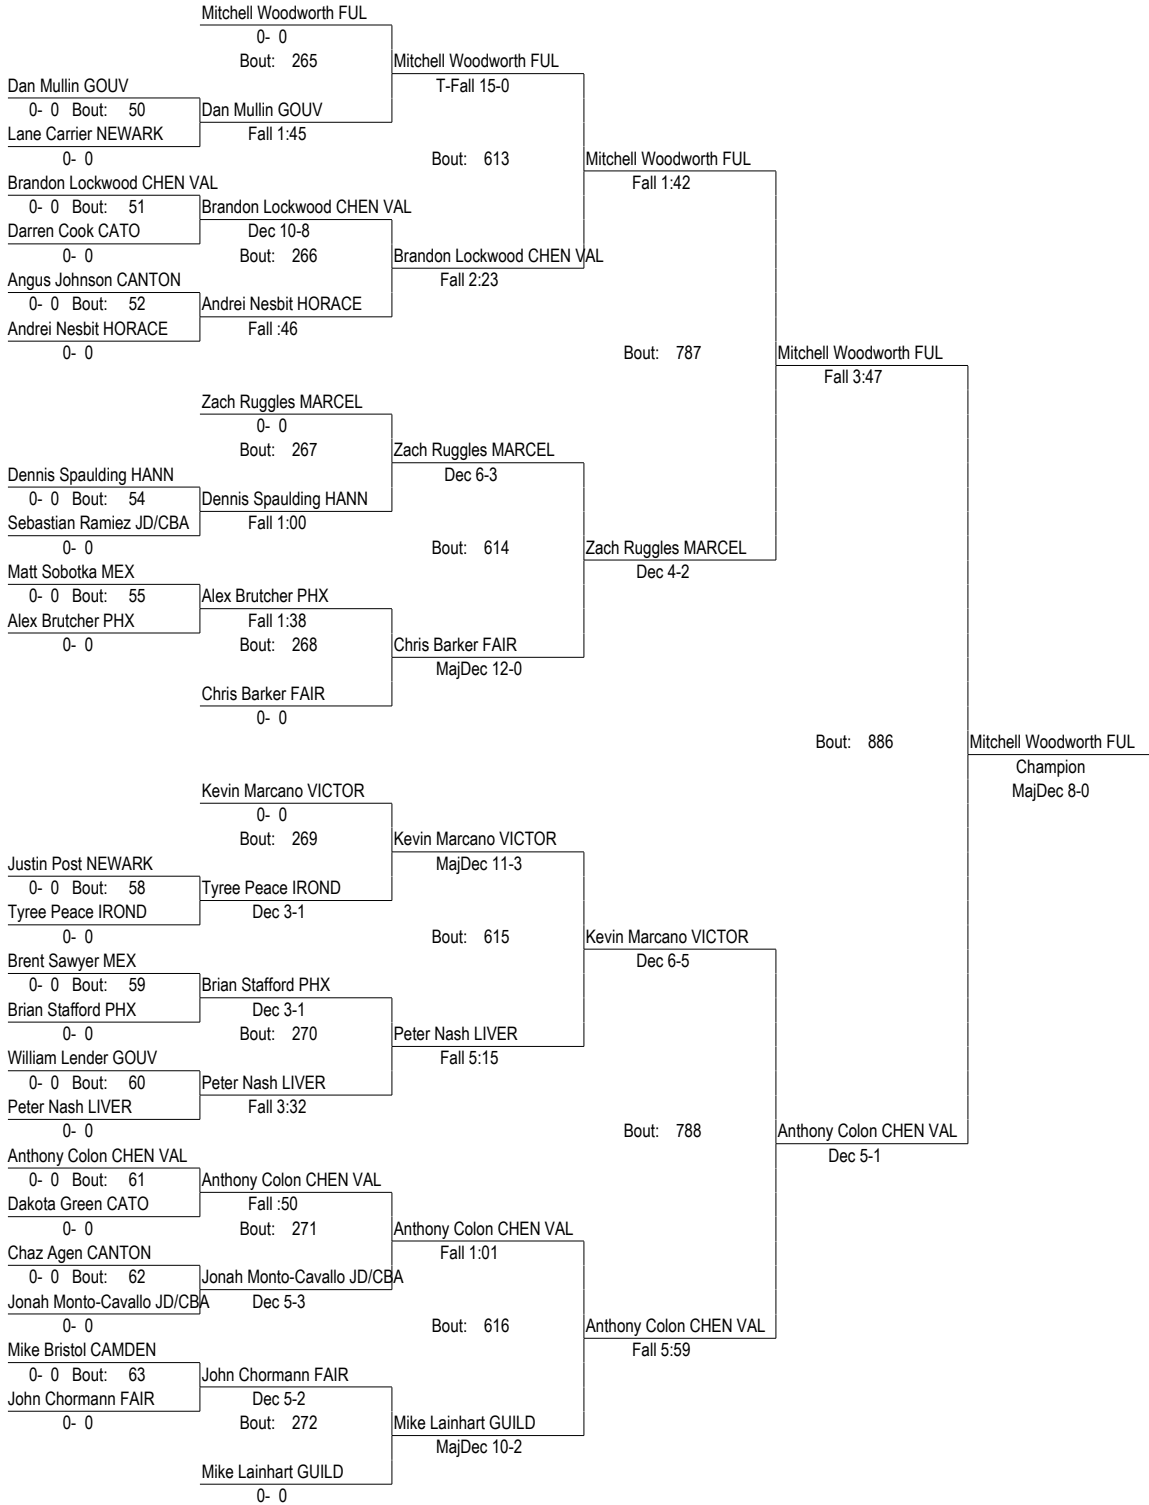 Mitchell Woodworth FUL
0- 0
Bout: 265
Mitchell Woodworth FUL
Dan Mullin GOUV
T-Fall 15-0
0- 0 Bout: 50
Dan Mullin GOUV
Lane Carrier NEWARK
Fall 1:45
0- 0
Bout: 613
Mitchell Woodworth FUL
Brandon Lockwood CHEN VAL
Fall 1:42
0- 0 Bout: 51
Brandon Lockwood CHEN VAL
Darren Cook CATO
Dec 10-8
0- 0
Bout: 266
Brandon Lockwood CHEN VAL
Angus Johnson CANTON
Fall 2:23
0- 0 Bout: 52
Andrei Nesbit HORACE
Andrei Nesbit HORACE
Fall :46
0- 0
Bout: 787
Mitchell Woodworth FUL
Fall 3:47
Zach Ruggles MARCEL
0- 0
Bout: 267
Zach Ruggles MARCEL
Dennis Spaulding HANN
Dec 6-3
0- 0 Bout: 54
Dennis Spaulding HANN
Sebastian Ramiez JD/CBA
Fall 1:00
0- 0
Bout: 614
Zach Ruggles MARCEL
Matt Sobotka MEX
Dec 4-2
0- 0 Bout: 55
Alex Brutcher PHX
Alex Brutcher PHX
Fall 1:38
0- 0
Bout: 268
Chris Barker FAIR
MajDec 12-0
Chris Barker FAIR
0- 0
Bout: 886
Mitchell Woodworth FUL
Champion
MajDec 8-0
Kevin Marcano VICTOR
0- 0
Bout: 269
Kevin Marcano VICTOR
Justin Post NEWARK
MajDec 11-3
0- 0 Bout: 58
Tyree Peace IROND
Tyree Peace IROND
Dec 3-1
0- 0
Bout: 615
Kevin Marcano VICTOR
Brent Sawyer MEX
Dec 6-5
0- 0 Bout: 59
Brian Stafford PHX
Brian Stafford PHX
Dec 3-1
0- 0
Bout: 270
Peter Nash LIVER
William Lender GOUV
Fall 5:15
0- 0 Bout: 60
Peter Nash LIVER
Peter Nash LIVER
Fall 3:32
0- 0
Bout: 788
Anthony Colon CHEN VAL
Anthony Colon CHEN VAL
Dec 5-1
0- 0 Bout: 61
Anthony Colon CHEN VAL
Dakota Green CATO
Fall :50
0- 0
Bout: 271
Anthony Colon CHEN VAL
Chaz Agen CANTON
Fall 1:01
0- 0 Bout: 62
Jonah Monto-Cavallo JD/CBA
Jonah Monto-Cavallo JD/CBA
Dec 5-3
0- 0
Bout: 616
Anthony Colon CHEN VAL
Mike Bristol CAMDEN
Fall 5:59
0- 0 Bout: 63
John Chormann FAIR
John Chormann FAIR
Dec 5-2
0- 0
Bout: 272
Mike Lainhart GUILD
MajDec 10-2
Mike Lainhart GUILD
0- 0